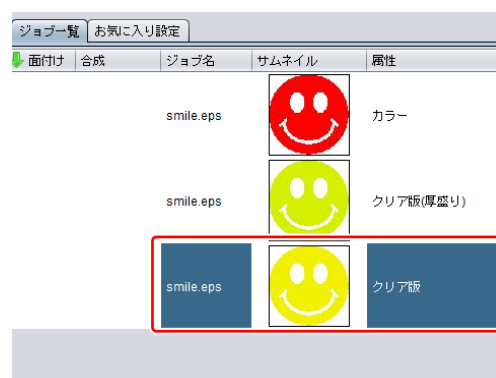 ジョブ一覧 お気に入り設定
面付け 合成 ジョブ名 サムネイル 属性
smile.eps カラー
smile.eps クリア版(厚盛り)
smile.eps クリア版